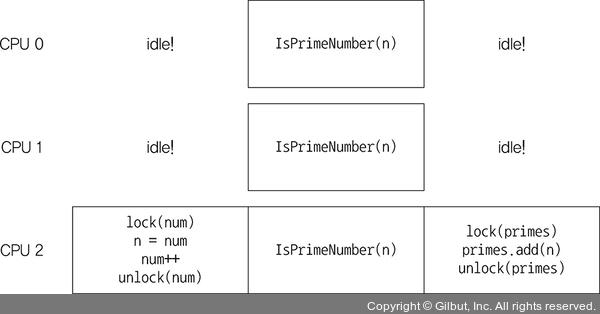 CPU 0
idle!
IsPrimeNumber(n)
idle!
CPU 1
idle!
IsPrimeNumber(n)
idle!
CPU 2
lock(num)
n = num
num++
unlock(num)
IsPrimeNumber(n)
lock(primes)
primes.add(n)
unlock(primes)
Copyright © Gilbut, Inc. All rights reserved.